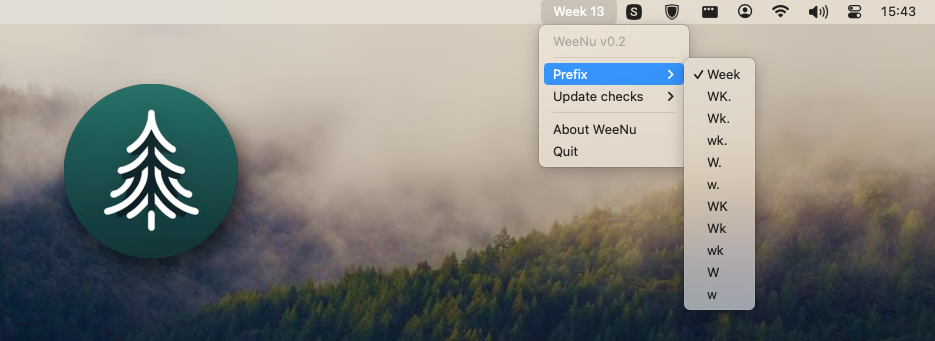 Week 13
S
15:43
WeeNu v0.2
Prefix
Update checks
About WeeNu
Quit
Week
WK.
Wk.
wk.
W.
w.
WK
Wk
wk
W
w